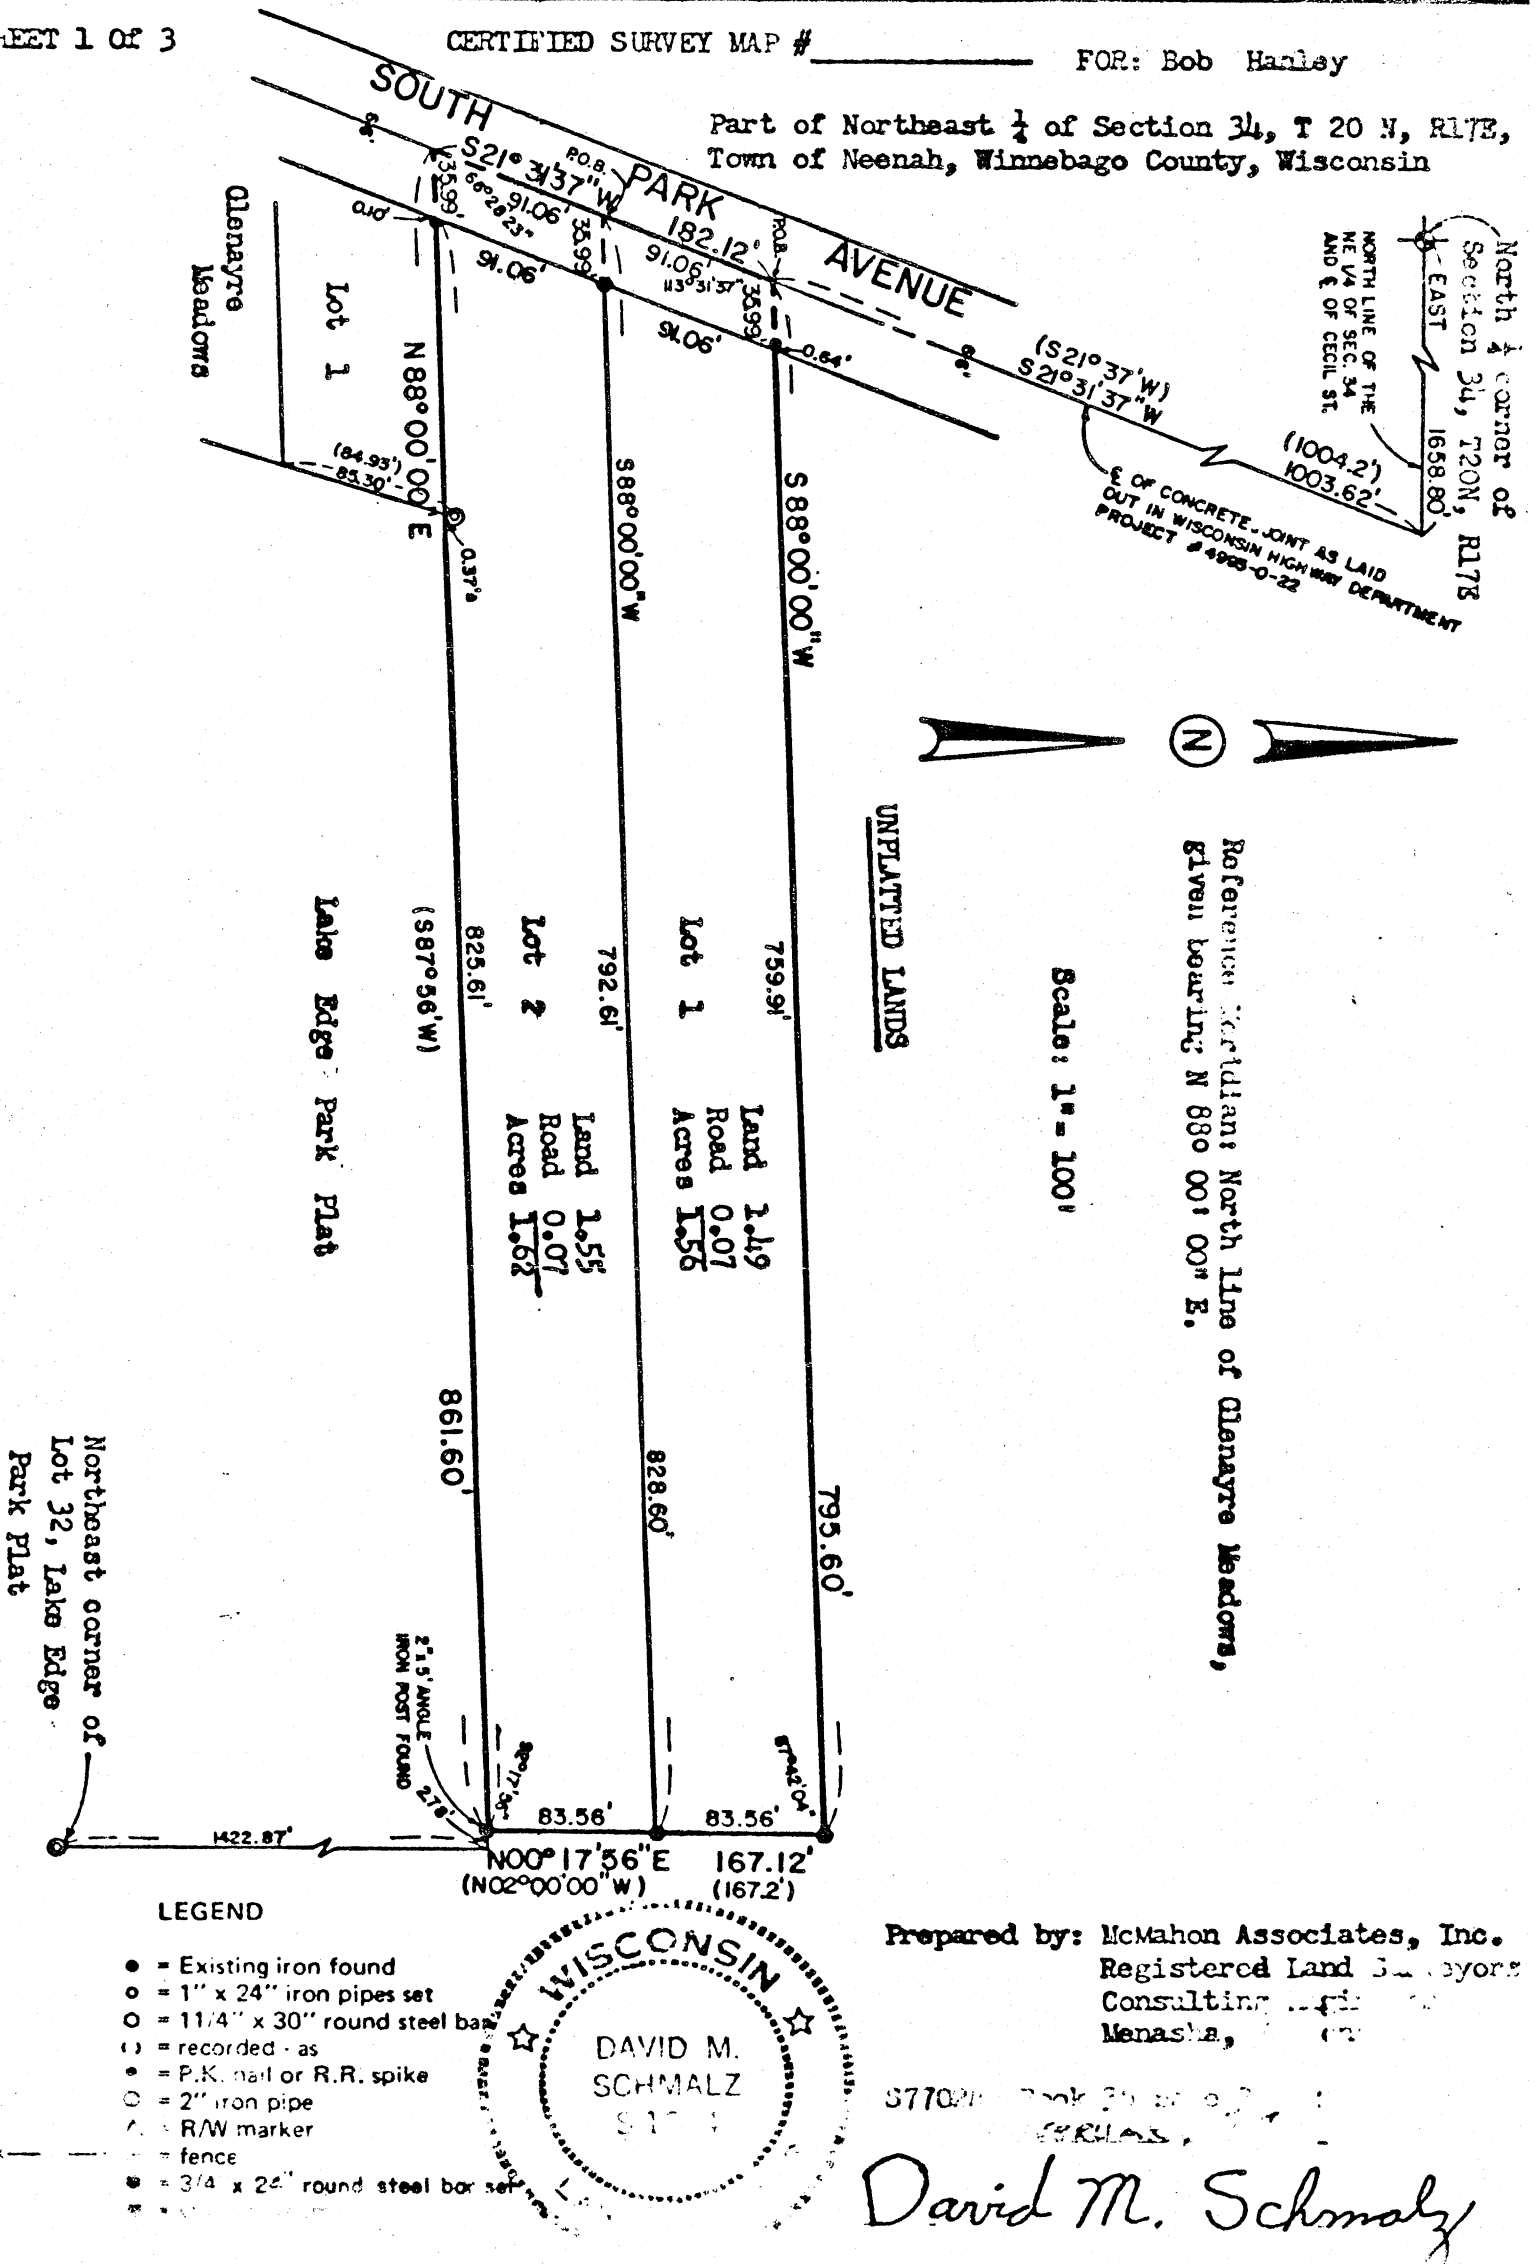 SHEET 1 Of 3
CERTIFIED SURVEY MAP #
FOR: Bob Hanley
Part of Northeast ¼ of Section 34, T 20 N, R17E,
Town of Neenah, Winnebago County, Wisconsin
SOUTH PARK AVENUE
66'
S21°31'37"W
P.O.B.
182.12'
91.06'
91.06'
35.99'
35.99'
35.99'
66°28'23"
113°31'37"
P.O.B.
0.10'
91.06'
91.06'
0.64'
66'
(S21°37'W)
S21°31'37"W
(1004.2')
1003.62'
℄ OF CONCRETE JOINT AS LAID
OUT IN WISCONSIN HIGHWAY DEPARTMENT
PROJECT # 4995-0-22
North ¼ corner of
Section 34, T20N, R17E
EAST 1658.80'
NORTH LINE OF THE
NE 1/4 OF SEC. 34
AND ℄ OF CECIL ST.
Glenayre
Meadows
Lot 1
(84.93')
85.30'
N88°00'00"E
0.37'
S88°00'00"W
S88°00'00"W
N
UNPLATTED LANDS
Reference Meridian: North line of Glenayre Meadows,
given bearing N 88o 00' 00" E.
Scale: 1" = 100'
759.91'
Lot 1
Land 1.49
Road 0.07
Acres 1.56
795.60'
792.61'
Lot 2
Land 1.55
Road 0.07
Acres 1.62
828.60'
825.61'
(S87°56'W)
861.60'
Lake Edge Park Plat
Northeast corner of
Lot 32, Lake Edge
Park Plat
2"x5' ANGLE
IRON POST FOUND
2.78'
87°42'04"
83.56'
83.56'
1422.87'
N00°17'56"E 167.12'
(N02°00'00"W) (167.2')
LEGEND
● = Existing iron found
o = 1" x 24" iron pipes set
O = 11/4" x 30" round steel bar
( ) = recorded - as
• = P.K. nail or R.R. spike
O = 2" iron pipe
R/W marker
= fence
= 3/4 x 24" round steel bar set
WISCONSIN
DAVID M.
SCHMALZ
Prepared by: McMahon Associates, Inc.
Registered Land
Consulting
Menasha,
David M. Schmalz